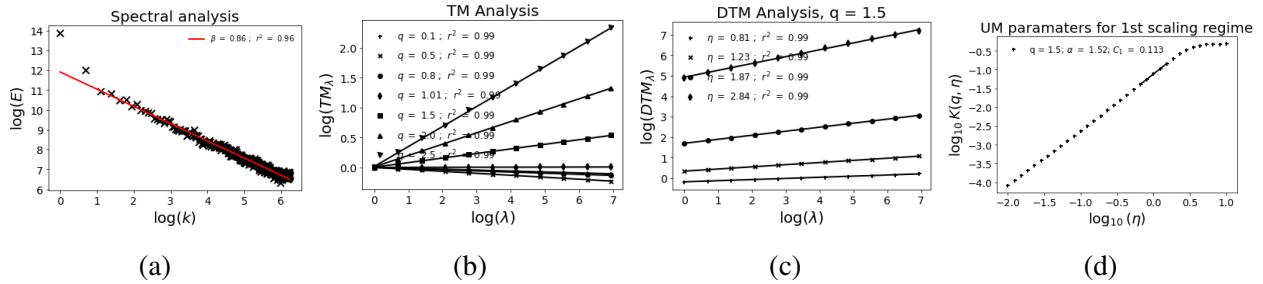 Spectral analysis
log(E)
14
13
12
11
10
9
8
7
6
β = 0.86 ; r² = 0.96
0 1 2 3 4 5 6
log(k)
(a)
TM Analysis
log(TM_λ)
2.0
1.5
1.0
0.5
0.0
q = 0.1 ; r² = 0.99
q = 0.5 ; r² = 0.99
q = 0.8 ; r² = 0.99
q = 1.01 ; r² = 0.99
q = 1.5 ; r² = 0.99
q = 2.0 ; r² = 0.99
q = 2.5 ; r² = 0.99
0 1 2 3 4 5 6 7
log(λ)
(b)
DTM Analysis, q = 1.5
log(DTM_λ)
7
6
5
4
3
2
1
0
η = 0.81 ; r² = 0.99
η = 1.23 ; r² = 0.99
η = 1.87 ; r² = 0.99
η = 2.84 ; r² = 0.99
0 1 2 3 4 5 6 7
log(λ)
(c)
UM paramaters for 1st scaling regime
log₁₀ K(q, η)
−0.5
−1.0
−1.5
−2.0
−2.5
−3.0
−3.5
−4.0
q = 1.5; α = 1.52; C₁ = 0.113
−2.0 −1.5 −1.0 −0.5 0.0 0.5 1.0
log₁₀ (η)
(d)